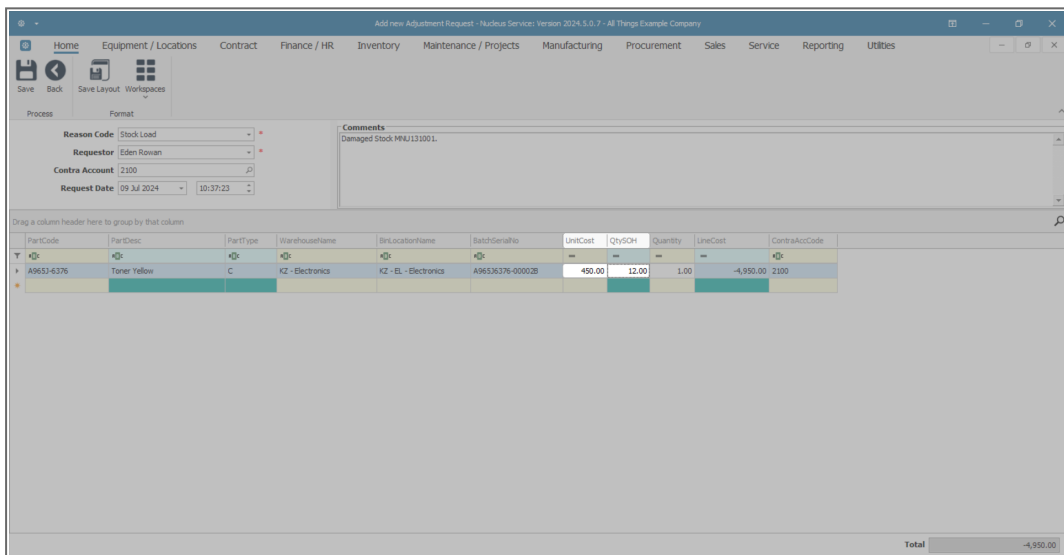 Add new Adjustment Request - Nucleus Service: Version 2024.5.0.7 - All Things Example Company
Home Equipment / Locations Contract Finance / HR Inventory Maintenance / Projects Manufacturing Procurement Sales Service Reporting Utilities
Save Back Save Layout Workspaces
Process Format
Reason Code Stock Load *
Requestor Eden Rowan *
Contra Account 2100
Request Date 09 Jul 2024 10:37:23
Comments
Damaged Stock MNU131001.
Drag a column header here to group by that column
PartCode PartDesc PartType WarehouseName BinLocationName BatchSerialNo UnitCost QtySOH Quantity LineCost ContraAccCode
A9653-6376 Toner Yellow C KZ - Electronics KZ - EL - Electronics A96536376-00002B 450.00 12.00 1.00 -4,950.00 2100
Total -4,950.00